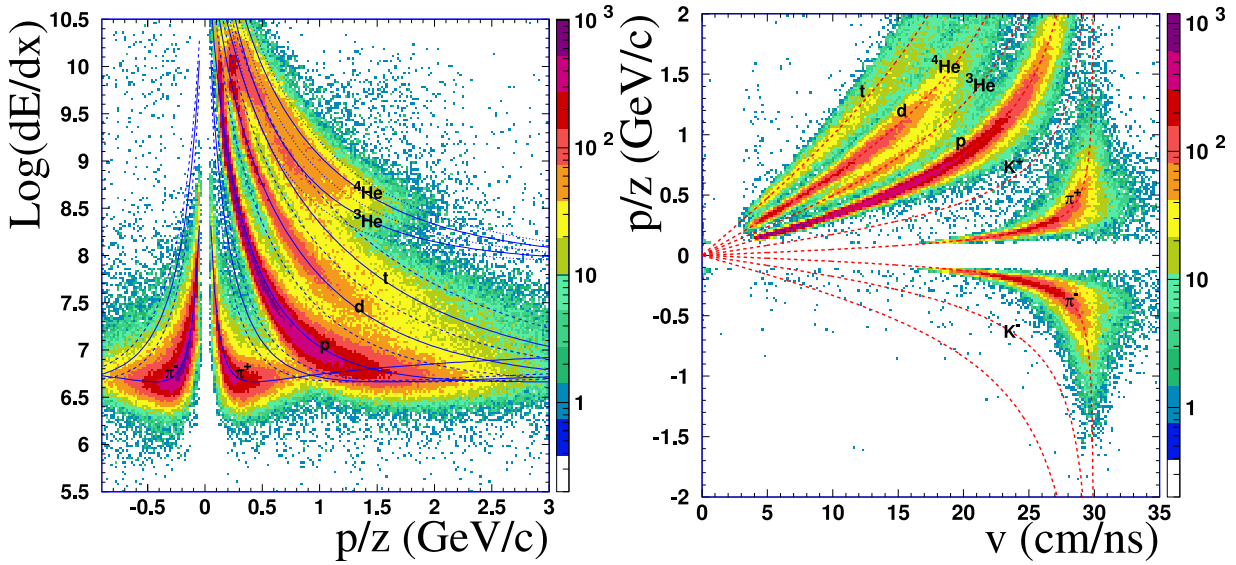 Log(dE/dx)
10.5
10
9.5
9
8.5
8
7.5
7
6.5
6
5.5
-0.5 0 0.5 1 1.5 2 2.5 3
p/z (GeV/c)
⁴He
³He
t
d
p
π⁻
π⁺
10³
10²
10
1
p/z (GeV/c)
2
1.5
1
0.5
0
-0.5
-1
-1.5
-2
0 5 10 15 20 25 30 35
v (cm/ns)
⁴He
³He
t
d
p
K⁺
π⁺
π⁻
K⁻
10³
10²
10
1